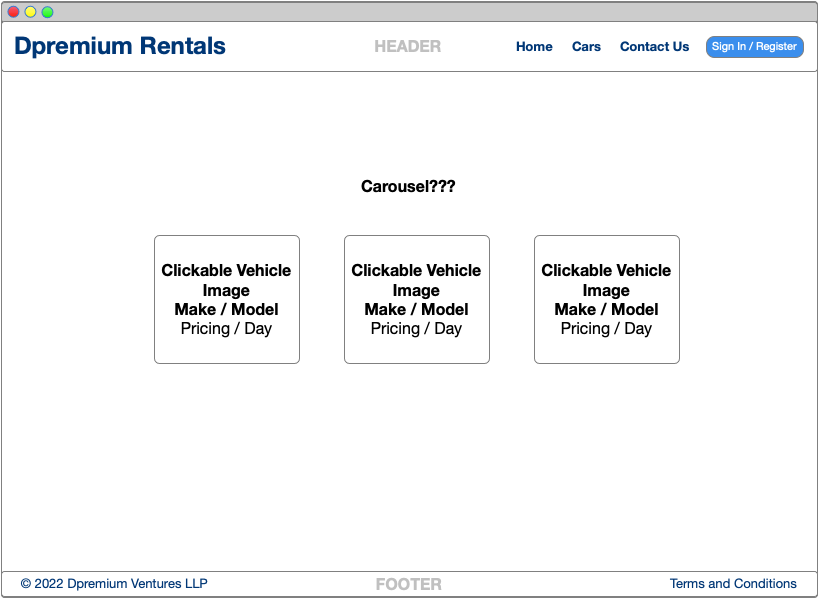 Dpremium Rentals
HEADER
Home
Cars
Contact Us
Sign In / Register
Carousel???
Clickable Vehicle
Image
Make / Model
Pricing / Day
Clickable Vehicle
Image
Make / Model
Pricing / Day
Clickable Vehicle
Image
Make / Model
Pricing / Day
© 2022 Dpremium Ventures LLP
FOOTER
Terms and Conditions